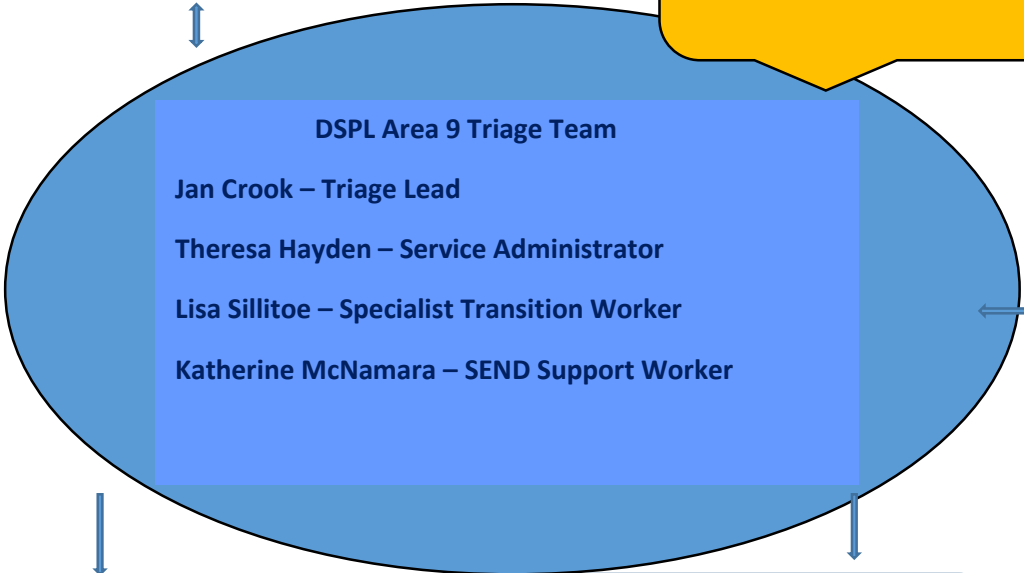 DSPL Area 9 Triage Team
Jan Crook – Triage Lead
Theresa Hayden – Service Administrator
Lisa Sillitoe – Specialist Transition Worker
Katherine McNamara – SEND Support Worker